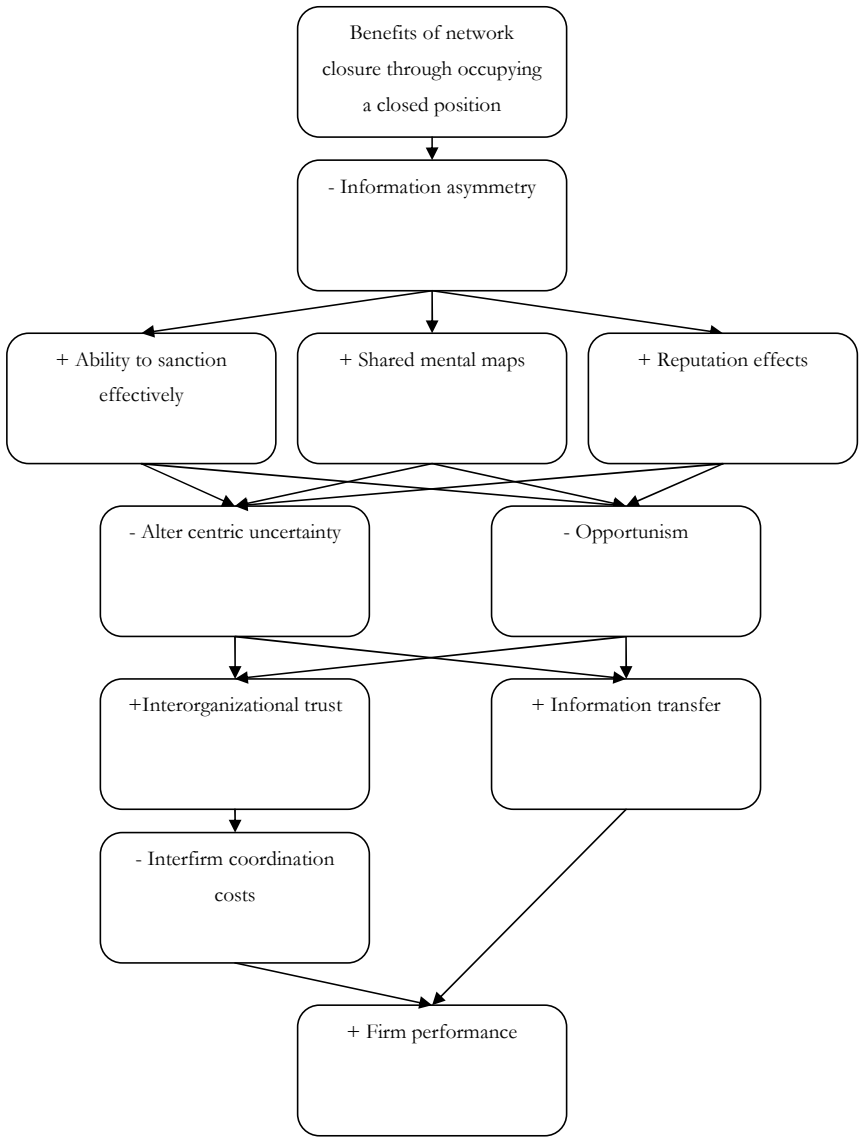 Benefits of network
closure through occupying
a closed position
- Information asymmetry
+ Ability to sanction
effectively
+ Shared mental maps
+ Reputation effects
- Alter centric uncertainty
- Opportunism
+Interorganizational trust
+ Information transfer
- Interfirm coordination
costs
+ Firm performance